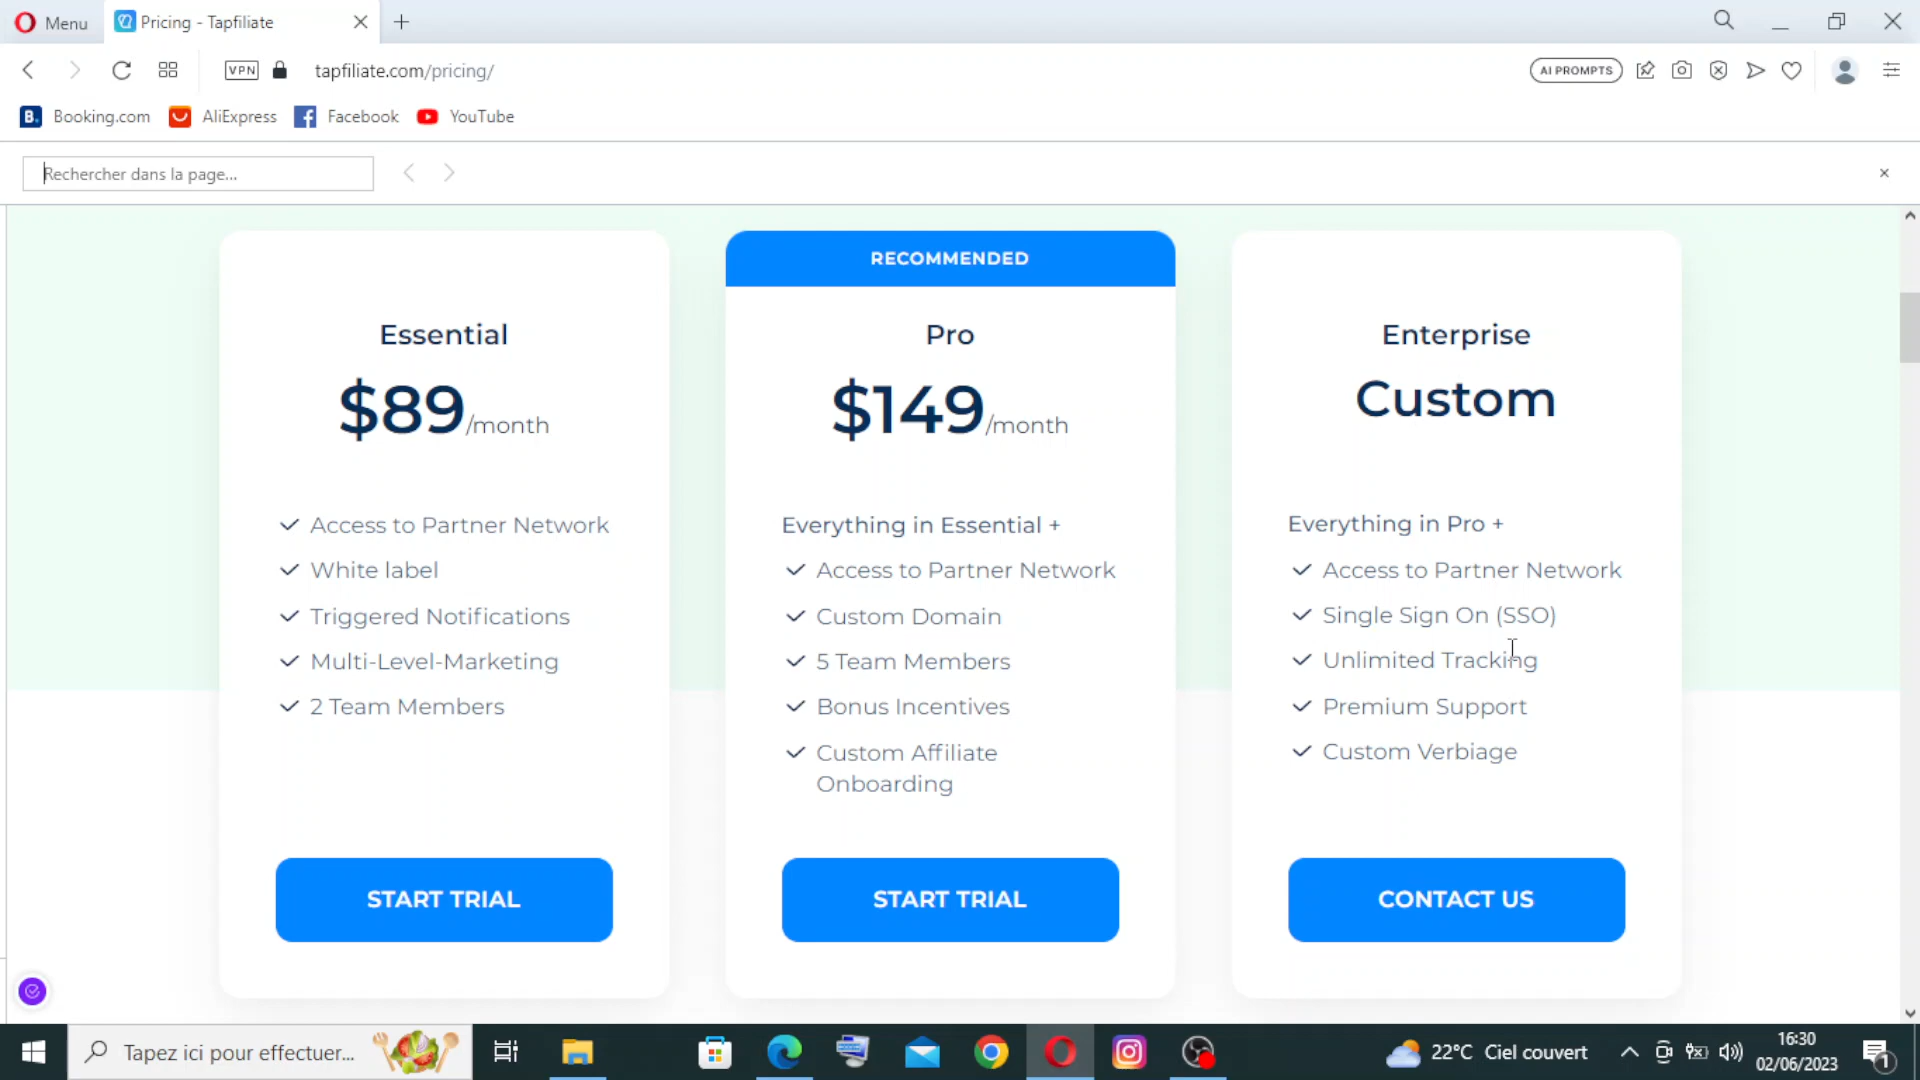 Menu
Pricing - Tapfiliate
VPN
tapfiliate.com/pricing/
AI PROMPTS
Booking.com
AliExpress
Facebook
YouTube
Rechercher dans la page...
RECOMMENDED
Essential
$89/month
Access to Partner Network
White label
Triggered Notifications
Multi-Level-Marketing
2 Team Members
START TRIAL
Pro
$149/month
Everything in Essential +
Access to Partner Network
Custom Domain
5 Team Members
Bonus Incentives
Custom Affiliate
Onboarding
START TRIAL
Enterprise
Custom
Everything in Pro +
Access to Partner Network
Single Sign On (SSO)
Unlimited Tracking
Premium Support
Custom Verbiage
CONTACT US
Tapez ici pour effectuer...
22°C Ciel couvert
16:30
02/06/2023
1